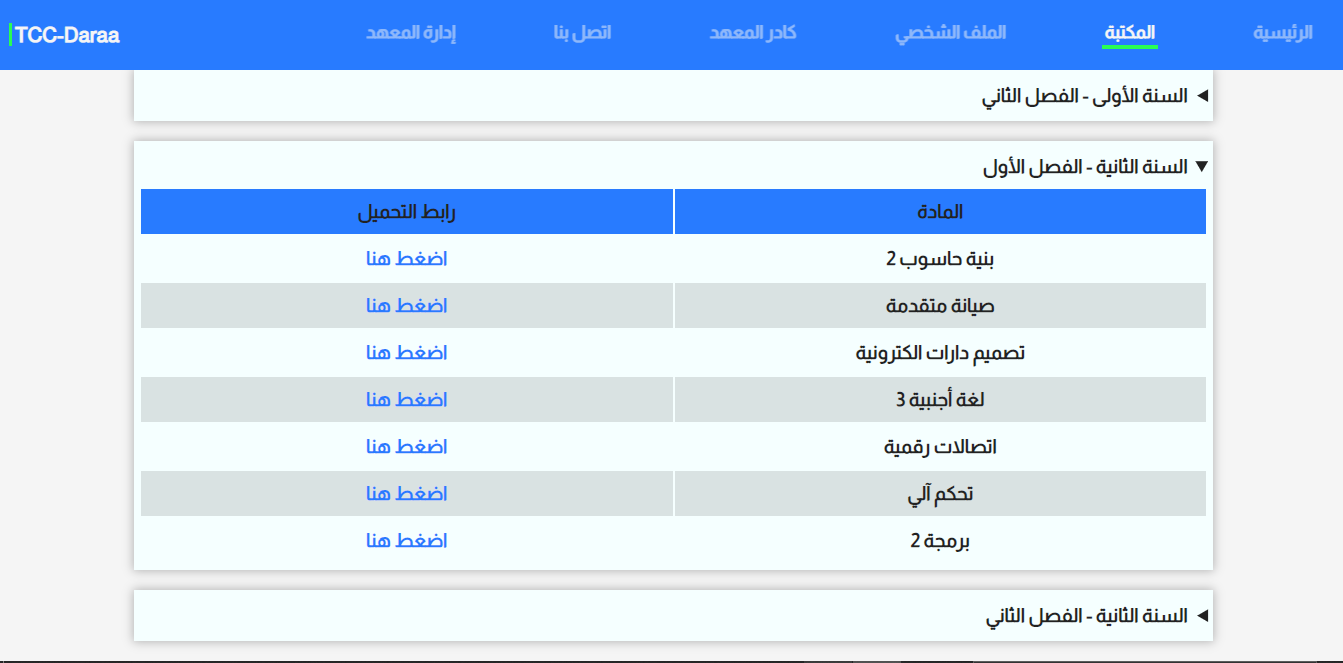 الرئيسية المكتبة الملف الشخصي كادر المعهد اتصل بنا إدارة المعهد TCC-Daraa
السنة الأولى - الفصل الثاني
السنة الثانية - الفصل الأول
المادة رابط التحميل
بنية حاسوب 2 اضغط هنا
صيانة متقدمة اضغط هنا
تصميم دارات الكترونية اضغط هنا
لغة أجنبية 3 اضغط هنا
اتصالات رقمية اضغط هنا
تحكم آلي اضغط هنا
برمجة 2 اضغط هنا
السنة الثانية - الفصل الثاني